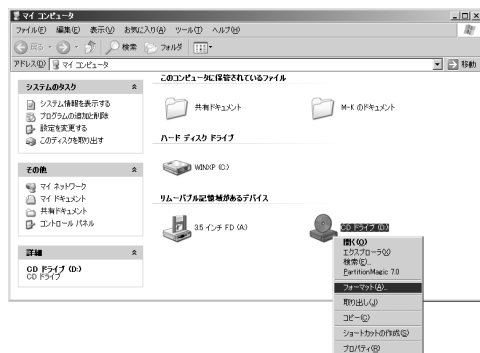 マイ コンピュータ
ファイル(F) 編集(E) 表示(V) お気に入り(A) ツール(T) ヘルプ(H)
戻る 検索 フォルダ
アドレス(D) マイ コンピュータ 移動
システムのタスク
システム情報を表示する
プログラムの追加と削除
設定を変更する
このディスクを取り出す
その他
マイ ネットワーク
マイ ドキュメント
共有ドキュメント
コントロール パネル
詳細
CD ドライブ (D:)
CD ドライブ
このコンピュータに保管されているファイル
共有ドキュメント M-K のドキュメント
ハード ディスク ドライブ
WINXP (C:)
リムーバブル記憶域があるデバイス
3.5 インチ FD (A:) CD ドライブ (D:)
開く(O)
エクスプローラ(X)
検索(E)...
PartitionMagic 7.0
フォーマット(A)...
取り出し(J)
コピー(C)
ショートカットの作成(S)
プロパティ(R)